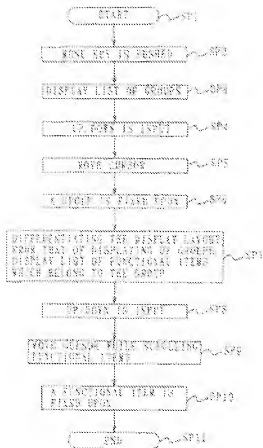 START
SP1
MENU KEY IS PUSHED
SP2
DISPLAY LIST OF GROUPS
SP3
UP/DOWN IS INPUT
SP4
MOVE CURSOR
SP5
A GROUP IS FIXED UPON
SP6
DIFFERENTIATING THE DISPLAY LAYOUT
FROM THAT OF DISPLAYING OF GROUPS,
DISPLAY LIST OF FUNCTIONAL ITEMS
WHICH BELONG TO THE GROUP
SP7
UP/DOWN IS INPUT
SP8
MOVE CURSOR WHILE SCROLLING
FUNCTIONAL ITEMS
SP9
A FUNCTIONAL ITEM IS
FIXED UPON
SP10
END
SP11